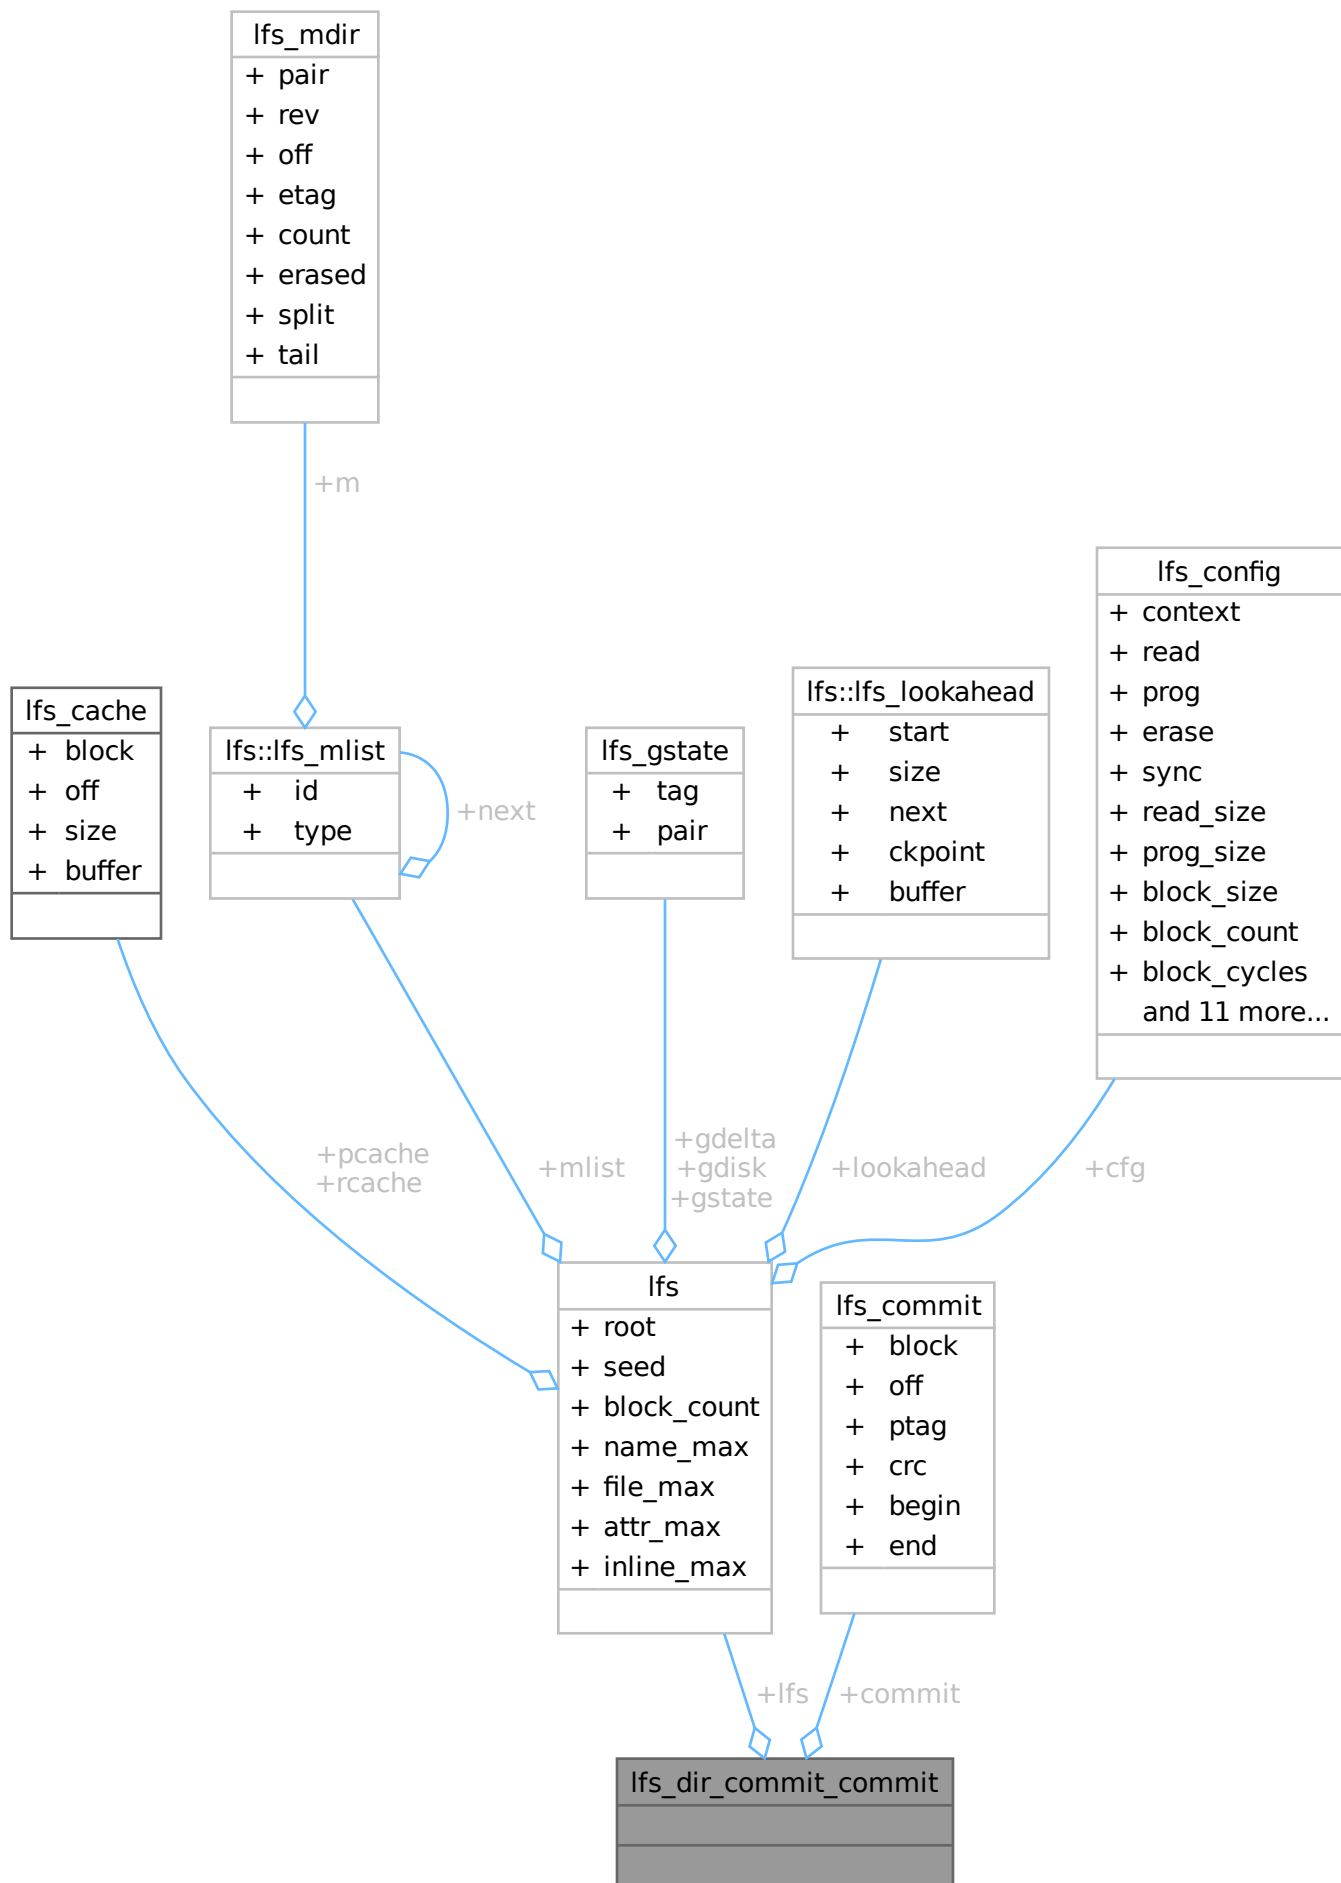 lfs_mdir
+ pair
+ rev
+ off
+ etag
+ count
+ erased
+ split
+ tail
+m
lfs_config
+ context
+ read
+ prog
+ erase
+ sync
+ read_size
+ prog_size
+ block_size
+ block_count
+ block_cycles
and 11 more...
lfs::lfs_lookahead
+ start
+ size
+ next
+ ckpoint
+ buffer
lfs_cache
+ block
+ off
+ size
+ buffer
lfs::lfs_mlist
+ id
+ type
+next
lfs_gstate
+ tag
+ pair
+pcache
+rcache
+mlist
+gdelta
+gdisk
+gstate
+lookahead
+cfg
lfs
+ root
+ seed
+ block_count
+ name_max
+ file_max
+ attr_max
+ inline_max
lfs_commit
+ block
+ off
+ ptag
+ crc
+ begin
+ end
+lfs
+commit
lfs_dir_commit_commit